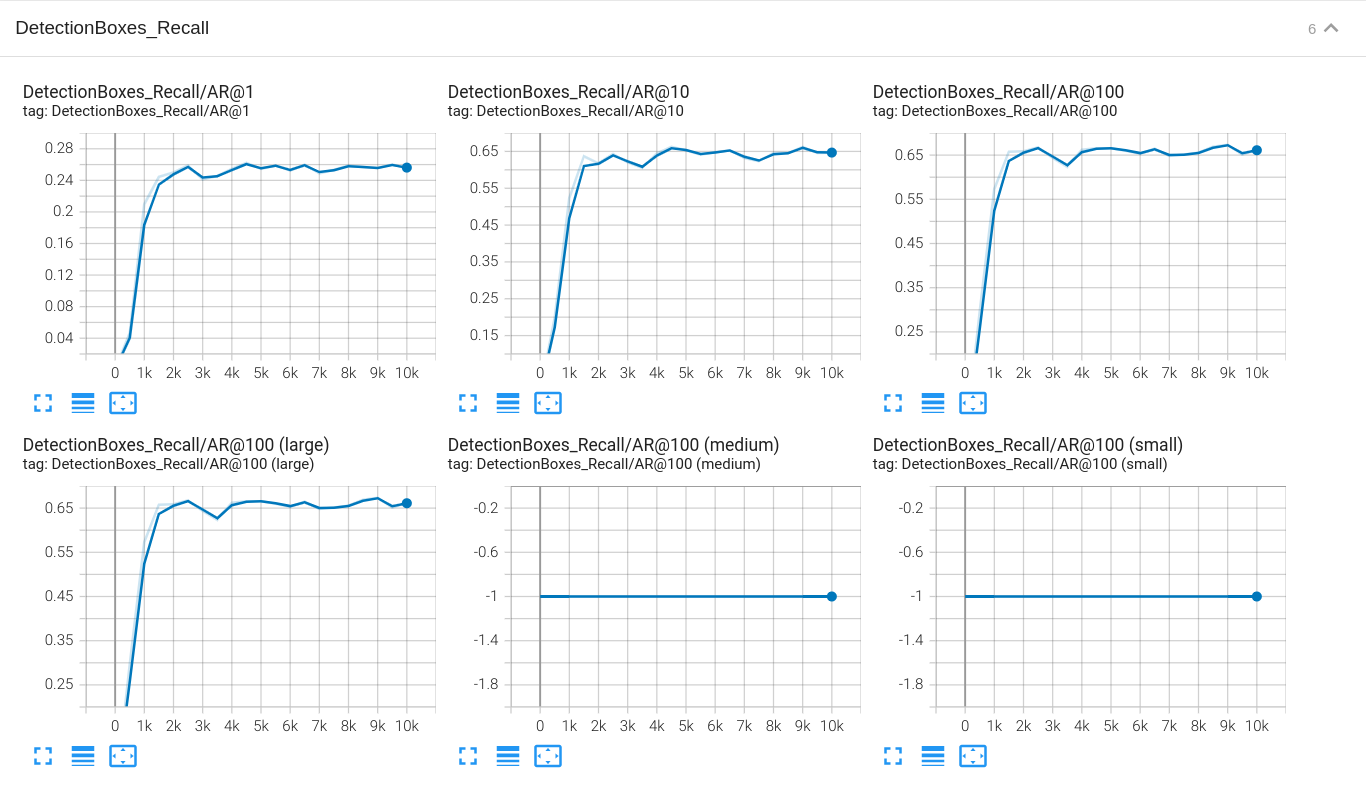 DetectionBoxes_Recall
6
DetectionBoxes_Recall/AR@1
tag: DetectionBoxes_Recall/AR@1
0.28
0.24
0.2
0.16
0.12
0.08
0.04
0 1k 2k 3k 4k 5k 6k 7k 8k 9k 10k
DetectionBoxes_Recall/AR@10
tag: DetectionBoxes_Recall/AR@10
0.65
0.55
0.45
0.35
0.25
0.15
0 1k 2k 3k 4k 5k 6k 7k 8k 9k 10k
DetectionBoxes_Recall/AR@100
tag: DetectionBoxes_Recall/AR@100
0.65
0.55
0.45
0.35
0.25
0 1k 2k 3k 4k 5k 6k 7k 8k 9k 10k
DetectionBoxes_Recall/AR@100 (large)
tag: DetectionBoxes_Recall/AR@100 (large)
0.65
0.55
0.45
0.35
0.25
0 1k 2k 3k 4k 5k 6k 7k 8k 9k 10k
DetectionBoxes_Recall/AR@100 (medium)
tag: DetectionBoxes_Recall/AR@100 (medium)
-0.2
-0.6
-1
-1.4
-1.8
0 1k 2k 3k 4k 5k 6k 7k 8k 9k 10k
DetectionBoxes_Recall/AR@100 (small)
tag: DetectionBoxes_Recall/AR@100 (small)
-0.2
-0.6
-1
-1.4
-1.8
0 1k 2k 3k 4k 5k 6k 7k 8k 9k 10k